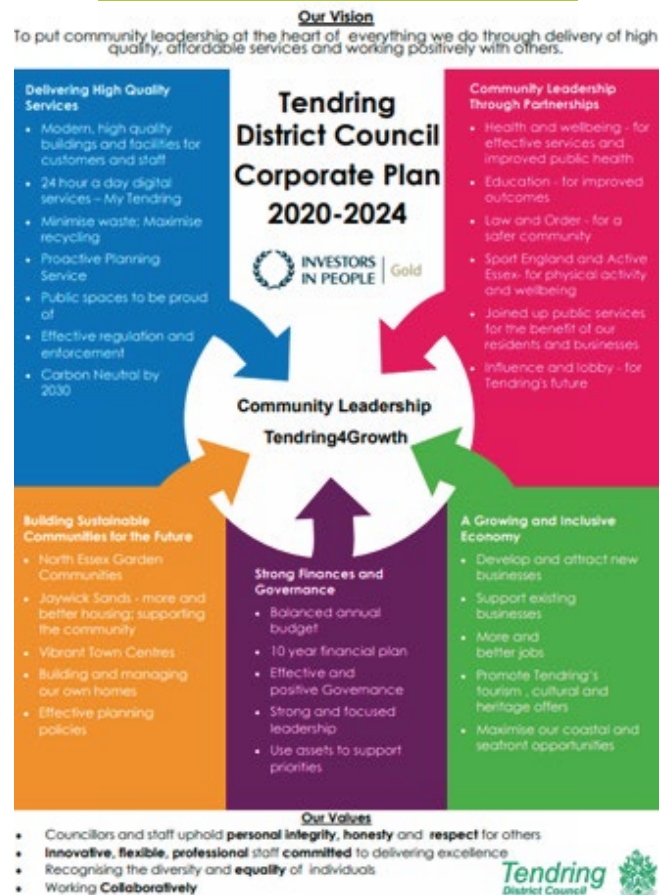 Our Vision
To put community leadership at the heart of everything we do through delivery of high
quality, affordable services and working positively with others.
Delivering High Quality
Services
• Modern, high quality
buildings and facilities for
customers and staff
• 24 hour a day digital
services – My Tendring
• Minimise waste; Maximise
recycling
• Proactive Planning
Service
• Public spaces to be proud
of
• Effective regulation and
enforcement
• Carbon Neutral by
2030
Tendring
District Council
Corporate Plan
2020-2024
INVESTORS
IN PEOPLE
Gold
Community Leadership
Through Partnerships
• Health and wellbeing - for
effective services and
improved public health
• Education - for improved
outcomes
• Law and Order - for a
safer community
• Sport England and Active
Essex- for physical activity
and wellbeing
• Joined up public services
for the benefit of our
residents and businesses
• Influence and lobby - for
Tendring's future
Community Leadership
Tendring4Growth
Building Sustainable
Communities for the Future
• North Essex Garden
Communities
• Jaywick Sands - more and
better housing; supporting
the community
• Vibrant Town Centres
• Building and managing
our own homes
• Effective planning
policies
Strong Finances and
Governance
• Balanced annual
budget
• 10 year financial plan
• Effective and
positive Governance
• Strong and focused
leadership
• Use assets to support
priorities
A Growing and Inclusive
Economy
• Develop and attract new
businesses
• Support existing
businesses
• More and
better jobs
• Promote Tendring's
tourism , cultural and
heritage offers
• Maximise our coastal and
seafront opportunities
Our Values
• Councillors and staff uphold personal integrity, honesty and respect for others
• Innovative, flexible, professional staff committed to delivering excellence
• Recognising the diversity and equality of individuals
• Working Collaboratively
Tendring
District Council